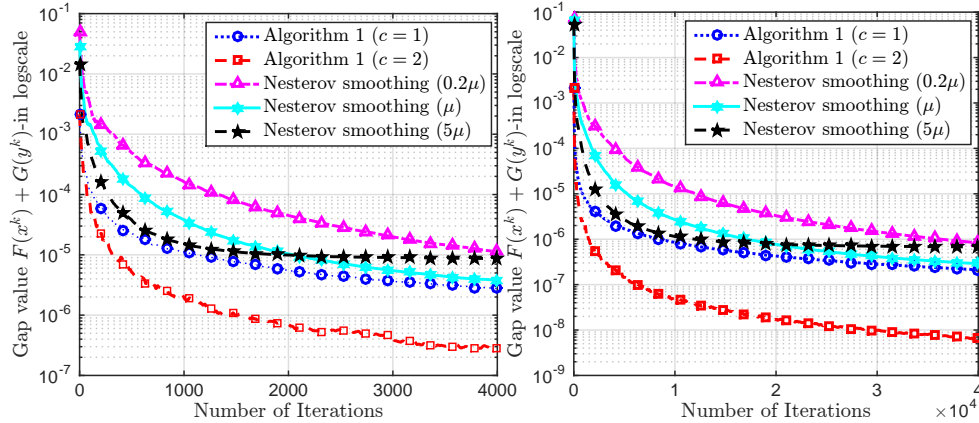 Gap value F(x^k) + G(y^k)-in logscale
10^-1
10^-2
10^-3
10^-4
10^-5
10^-6
10^-7
Algorithm 1 (c = 1)
Algorithm 1 (c = 2)
Nesterov smoothing (0.2μ)
Nesterov smoothing (μ)
Nesterov smoothing (5μ)
0 1000 2000 3000 4000
Number of Iterations
Gap value F(x^k) + G(y^k)-in logscale
10^-1
10^-2
10^-3
10^-4
10^-5
10^-6
10^-7
10^-8
10^-9
Algorithm 1 (c = 1)
Algorithm 1 (c = 2)
Nesterov smoothing (0.2μ)
Nesterov smoothing (μ)
Nesterov smoothing (5μ)
0 1 2 3 4
Number of Iterations
×10^4